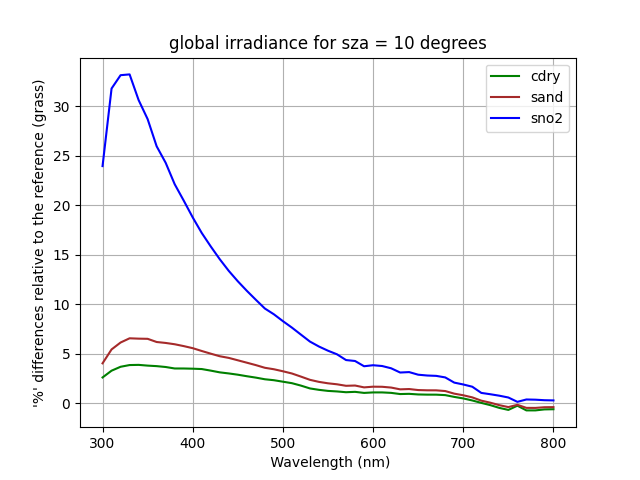 global irradiance for sza = 10 degrees
'%' differences relative to the reference (grass)
30
25
20
15
10
5
0
cdry
sand
sno2
300 400 500 600 700 800
Wavelength (nm)